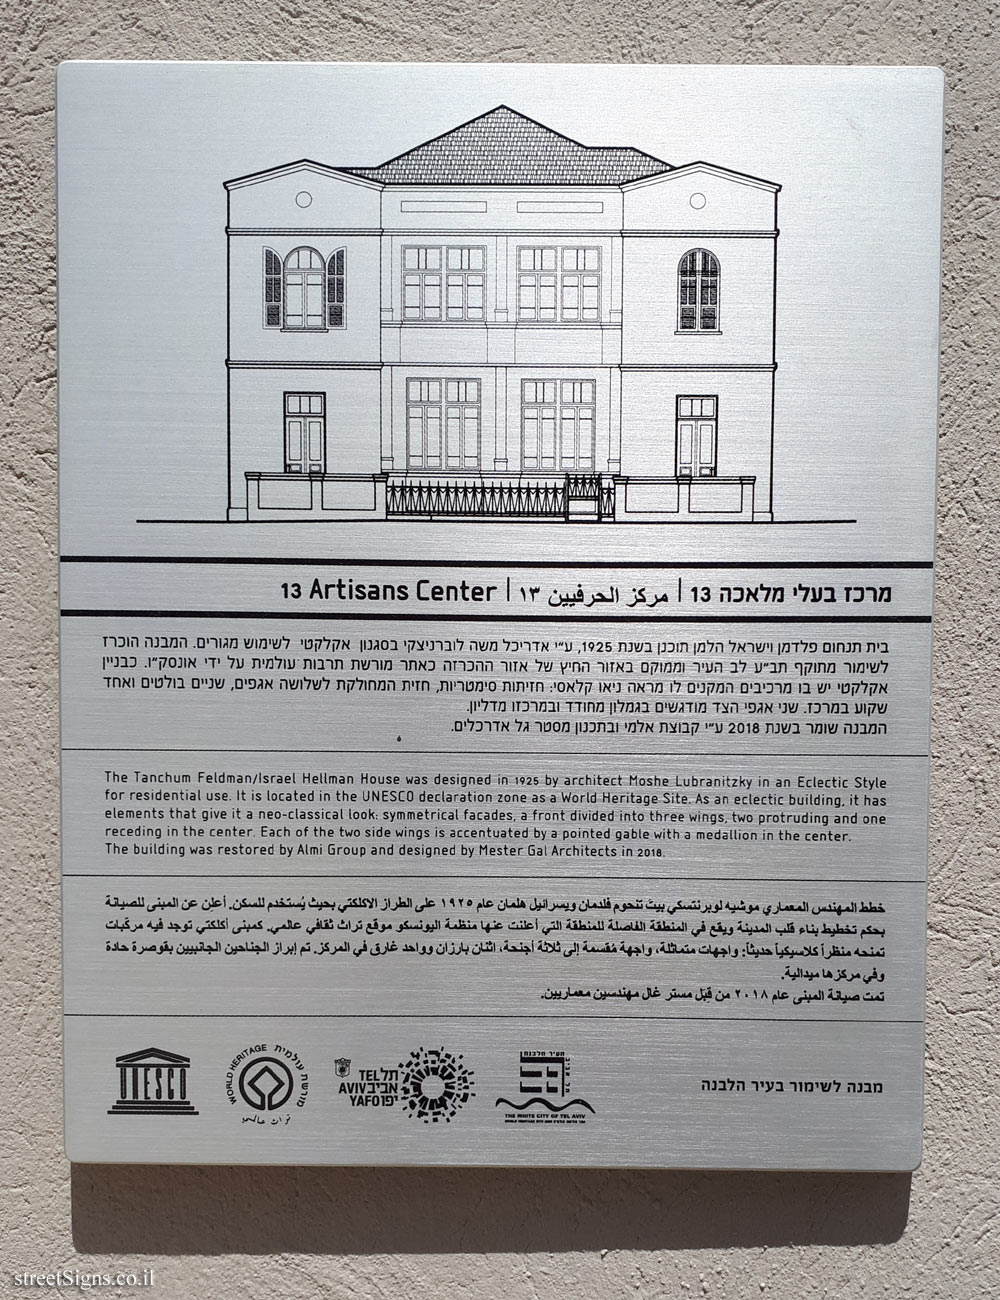 מרכז בעלי מלאכה 13 | مركز الحرفيين ١٣ | 13 Artisans Center
בית תנחום פלדמן וישראל הלמן תוכנן בשנת 1925, ע״י אדריכל משה לוברניצקי בסגנון אקלקטי לשימוש מגורים. המבנה הוכרז
לשימור מתוקף תב״ע לב העיר וממוקם באזור החיץ של אזור ההכרזה כאתר מורשת תרבות עולמית על ידי אונסק״ו. כבניין
אקלקטי יש בו מרכיבים המקנים לו מראה ניאו קלאסי: חזיתות סימטריות, חזית המחולקת לשלושה אגפים, שניים בולטים ואחד
שקוע במרכז. שני אגפי הצד מודגשים בגמלון מחודד ובמרכזו מדליון.
המבנה שומר בשנת 2018 ע״י קבוצת אלמי ובתכנון מסטר גל אדרכלים.
The Tanchum Feldman/Israel Hellman House was designed in 1925 by architect Moshe Lubranitzky in an Eclectic Style
for residential use. It is located in the UNESCO declaration zone as a World Heritage Site. As an eclectic building, it has
elements that give it a neo-classical look: symmetrical facades, a front divided into three wings, two protruding and one
receding in the center. Each of the two side wings is accentuated by a pointed gable with a medallion in the center.
The building was restored by Almi Group and designed by Mester Gal Architects in 2018.
خطط المهندس المعماري موشيه لوبرنتسكي بيتَ تنحوم فلدمان ويسرائيل هلمان عام ١٩٢٥ على الطراز الاكلكتي بحيث يُستخدم للسكن. أعلن عن المبنى للصيانة
بحكم تخطيط بناء قلب المدينة ويقع في المنطقة الفاصلة للمنطقة التي أعلنت عنها منظمة اليونسكو موقع تراث ثقافي عالمي. كمبنى أكلكتي توجد فيه مركّبات
تمنحه منظراً كلاسيكياً حديثاً: واجهات متماثلة، واجهة مُقسمة إلى ثلاثة أجنحة، اثنان بارزان وواحد غارق في المركز. تم إبراز الجناحين الجانبيين بقوصرة حادة
وفي مركزها ميدالية.
تمت صيانة المبنى عام ٢٠١٨ من قِبَل مستر غال مهندسين معماريين.
UNESCO
WORLD HERITAGE
מורשת עולמית
تراث عالمي
TEL תל
AVIV אביב
YAFO יפו
העיר הלבנה
תל אביב
THE WHITE CITY OF TEL AVIV
מבנה לשימור בעיר הלבנה
streetSigns.co.il